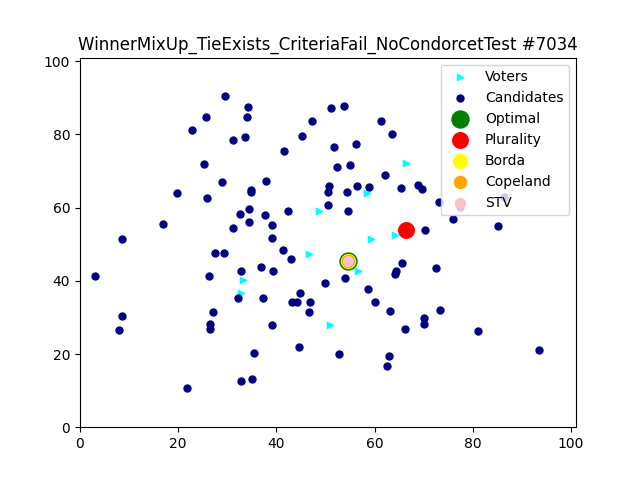 WinnerMixUp_TieExists_CriteriaFail_NoCondorcetTest #7034
100
80
60
40
20
0
0
20
40
60
80
100
Voters
Candidates
Optimal
Plurality
Borda
Copeland
STV